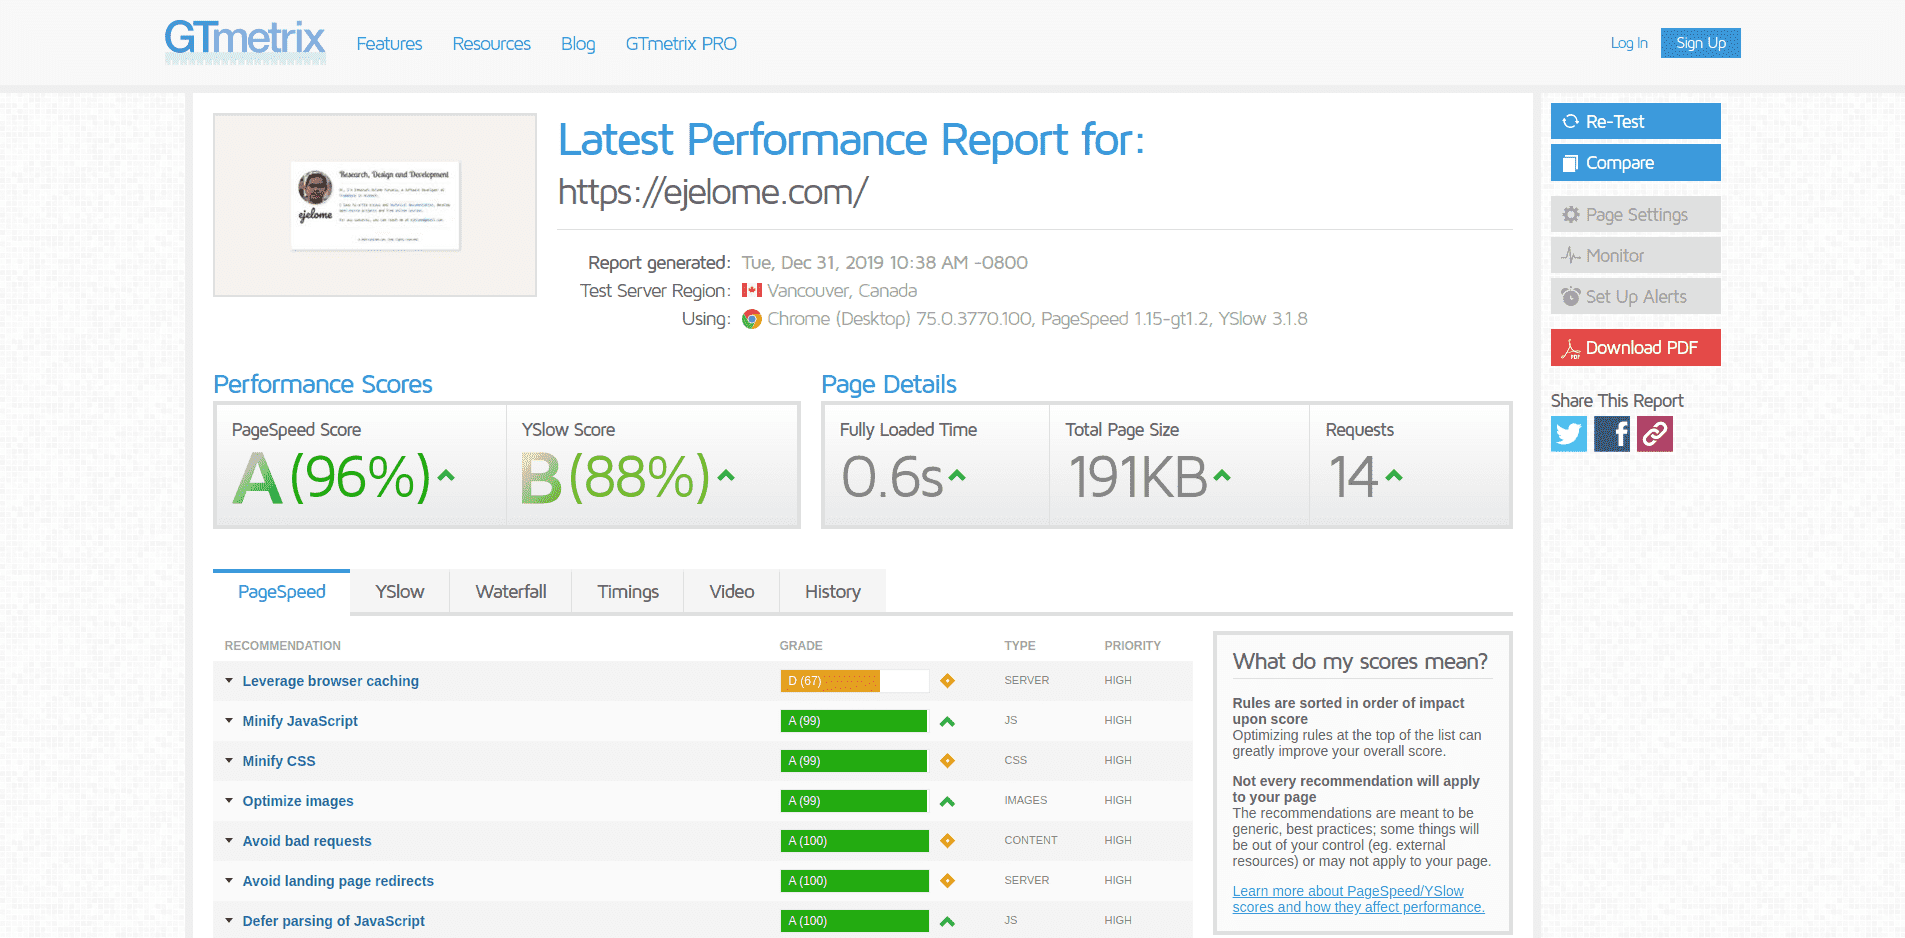 GTmetrix
Features Resources Blog GTmetrix PRO
Log In Sign Up
Research, Design and Development
ejelome
Latest Performance Report for:
https://ejelome.com/
Report generated: Tue, Dec 31, 2019 10:38 AM -0800
Test Server Region: Vancouver, Canada
Using: Chrome (Desktop) 75.0.3770.100, PageSpeed 1.15-gt1.2, YSlow 3.1.8
Re-Test
Compare
Page Settings
Monitor
Set Up Alerts
Download PDF
Share This Report
Performance Scores
PageSpeed Score YSlow Score
A (96%) B (88%)
Page Details
Fully Loaded Time Total Page Size Requests
0.6s 191KB 14
PageSpeed YSlow Waterfall Timings Video History
RECOMMENDATION GRADE TYPE PRIORITY
Leverage browser caching D (67) SERVER HIGH
Minify JavaScript A (99) JS HIGH
Minify CSS A (99) CSS HIGH
Optimize images A (99) IMAGES HIGH
Avoid bad requests A (100) CONTENT HIGH
Avoid landing page redirects A (100) SERVER HIGH
Defer parsing of JavaScript A (100) JS HIGH
What do my scores mean?
Rules are sorted in order of impact
upon score
Optimizing rules at the top of the list can
greatly improve your overall score.
Not every recommendation will apply
to your page
The recommendations are meant to be
generic, best practices; some things will
be out of your control (eg. external
resources) or may not apply to your page.
Learn more about PageSpeed/YSlow
scores and how they affect performance.